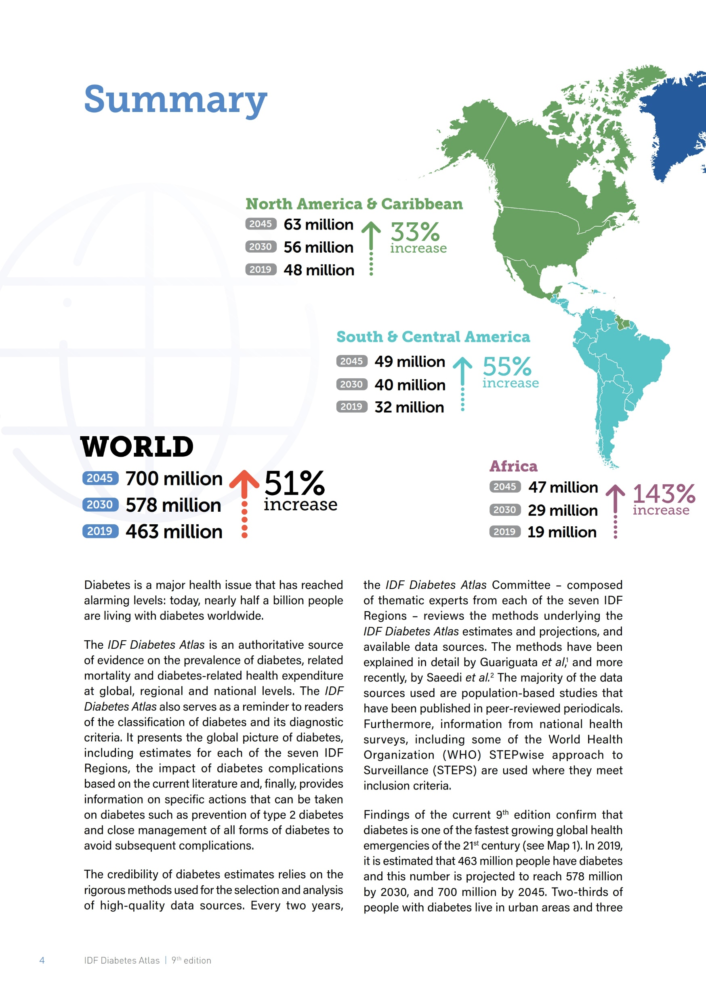 Summary
North America & Caribbean
2045 63 million
2030 56 million
2019 48 million
33%
increase
South & Central America
2045 49 million
2030 40 million
2019 32 million
55%
increase
WORLD
2045 700 million
2030 578 million
2019 463 million
51%
increase
Africa
2045 47 million
2030 29 million
2019 19 million
143%
increase
Diabetes is a major health issue that has reached
alarming levels: today, nearly half a billion people
are living with diabetes worldwide.
The IDF Diabetes Atlas is an authoritative source
of evidence on the prevalence of diabetes, related
mortality and diabetes-related health expenditure
at global, regional and national levels. The IDF
Diabetes Atlas also serves as a reminder to readers
of the classification of diabetes and its diagnostic
criteria. It presents the global picture of diabetes,
including estimates for each of the seven IDF
Regions, the impact of diabetes complications
based on the current literature and, finally, provides
information on specific actions that can be taken
on diabetes such as prevention of type 2 diabetes
and close management of all forms of diabetes to
avoid subsequent complications.
The credibility of diabetes estimates relies on the
rigorous methods used for the selection and analysis
of high-quality data sources. Every two years,
the IDF Diabetes Atlas Committee – composed
of thematic experts from each of the seven IDF
Regions – reviews the methods underlying the
IDF Diabetes Atlas estimates and projections, and
available data sources. The methods have been
explained in detail by Guariguata et al,¹ and more
recently, by Saeedi et al.² The majority of the data
sources used are population-based studies that
have been published in peer-reviewed periodicals.
Furthermore, information from national health
surveys, including some of the World Health
Organization (WHO) STEPwise approach to
Surveillance (STEPS) are used where they meet
inclusion criteria.
Findings of the current 9th edition confirm that
diabetes is one of the fastest growing global health
emergencies of the 21st century (see Map 1). In 2019,
it is estimated that 463 million people have diabetes
and this number is projected to reach 578 million
by 2030, and 700 million by 2045. Two-thirds of
people with diabetes live in urban areas and three
4 IDF Diabetes Atlas | 9th edition